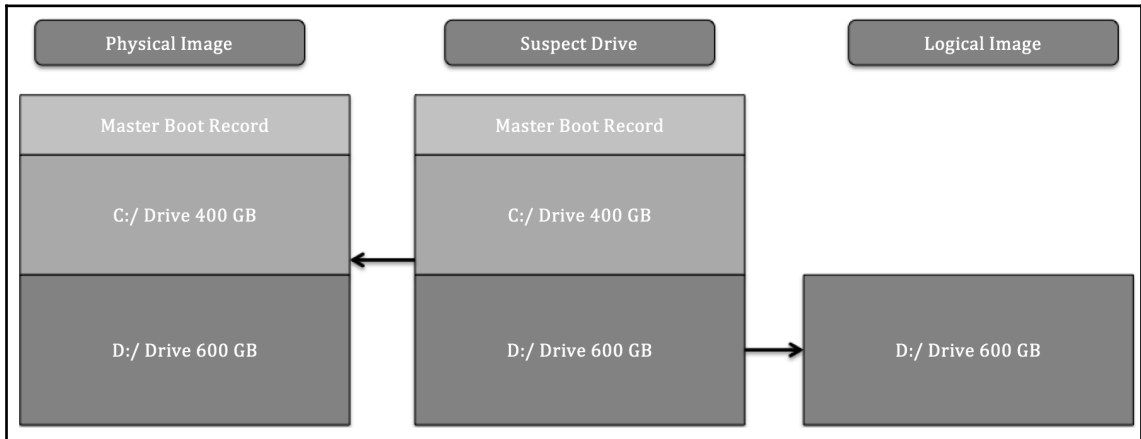 Physical Image
Suspect Drive
Logical Image
Master Boot Record
Master Boot Record
C:/ Drive 400 GB
C:/ Drive 400 GB
D:/ Drive 600 GB
D:/ Drive 600 GB
D:/ Drive 600 GB